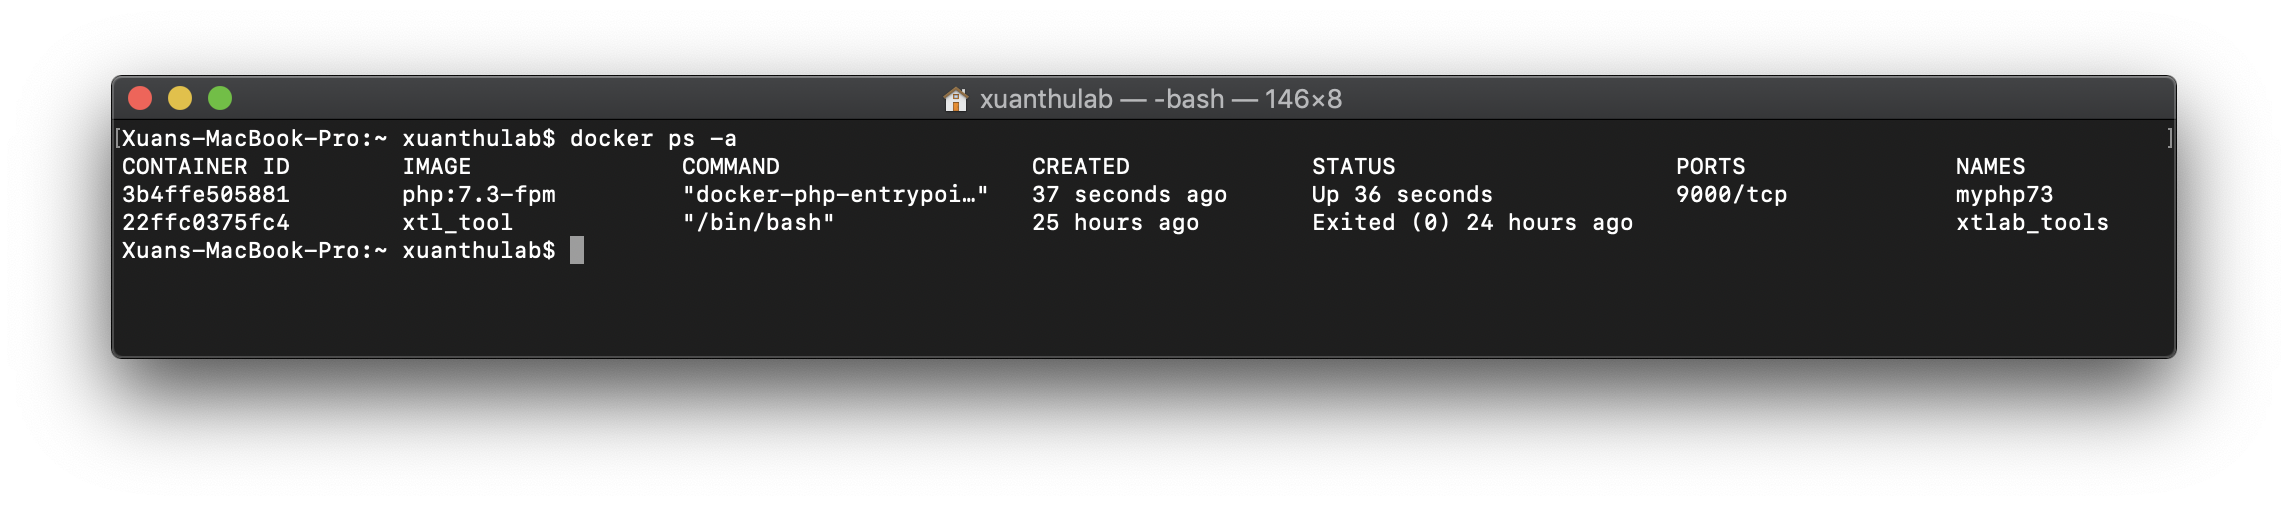 xuanthulab — -bash — 146×8
[Xuans-MacBook-Pro:~ xuanthulab$ docker ps -a ]
CONTAINER ID IMAGE COMMAND CREATED STATUS PORTS NAMES
3b4ffe505881 php:7.3-fpm "docker-php-entrypoi…" 37 seconds ago Up 36 seconds 9000/tcp myphp73
22ffc0375fc4 xtl_tool "/bin/bash" 25 hours ago Exited (0) 24 hours ago xtlab_tools
Xuans-MacBook-Pro:~ xuanthulab$